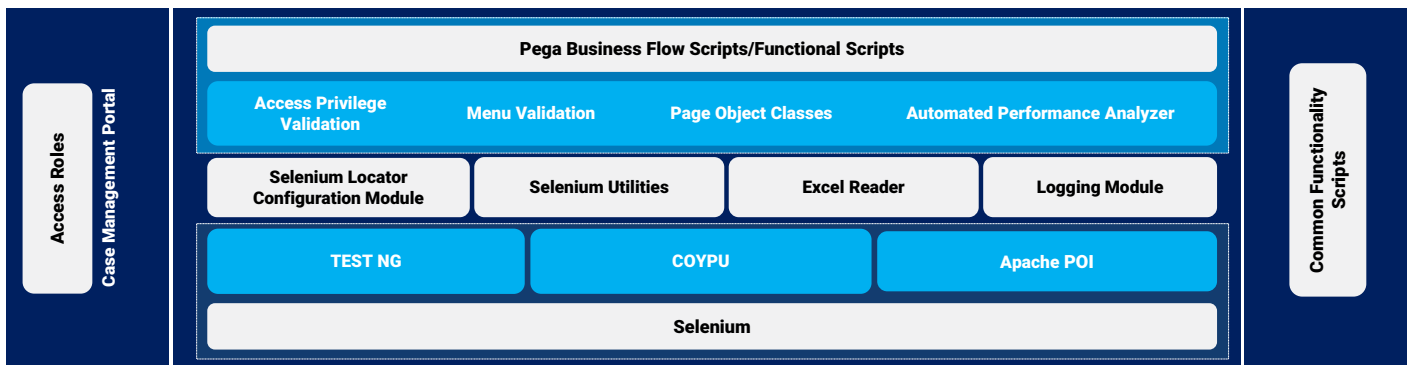 Access Roles
Case Management Portal
Pega Business Flow Scripts/Functional Scripts
Access Privilege
Validation
Menu Validation
Page Object Classes
Automated Performance Analyzer
Selenium Locator
Configuration Module
Selenium Utilities
Excel Reader
Logging Module
TEST NG
COYPU
Apache POI
Selenium
Common Functionality
Scripts